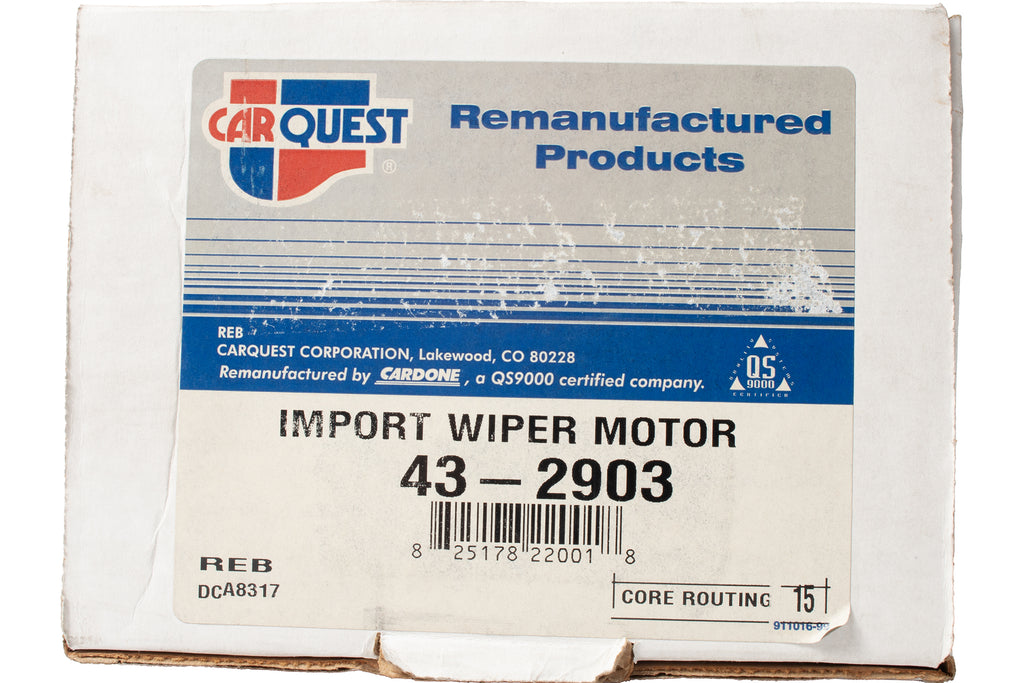 CARQUEST
®
Remanufactured
Products
REB
CARQUEST CORPORATION, Lakewood, CO 80228
Remanufactured by CARDONE, a QS9000 certified company.
QS
9000
CERTIFIED
IMPORT WIPER MOTOR
43-2903
8 25178 22001 8
REB
DCA8317
CORE ROUTING 15